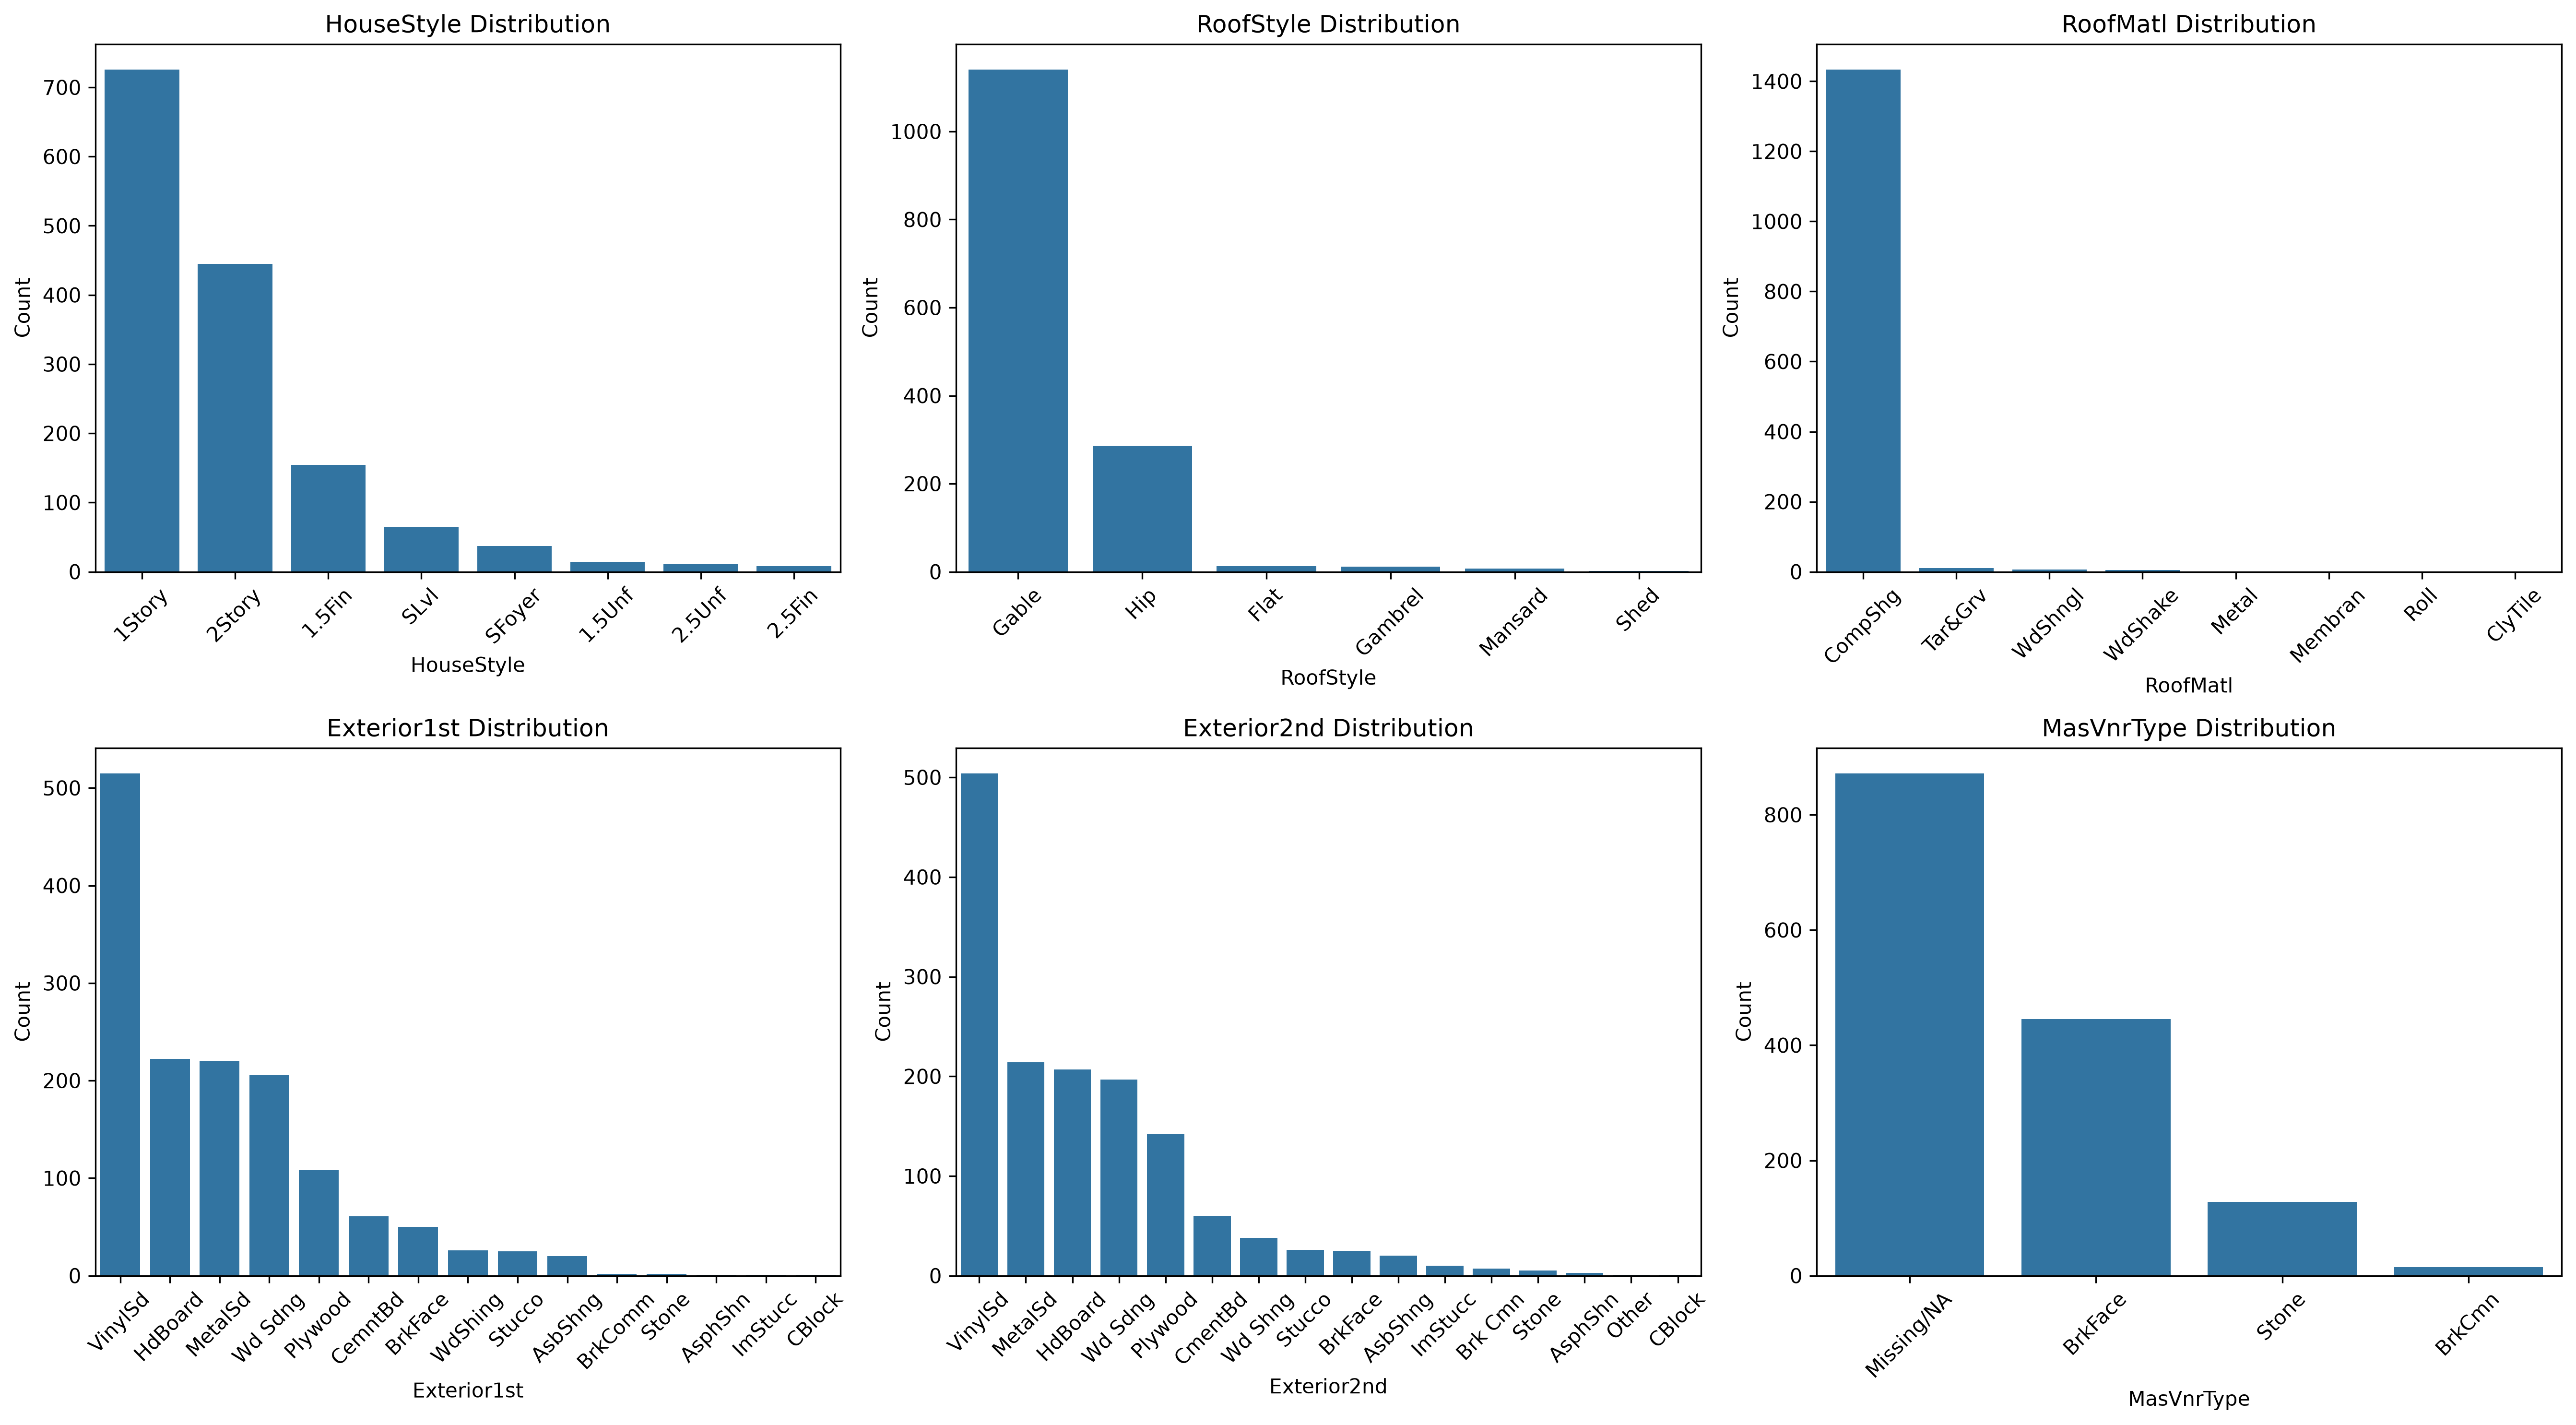 HouseStyle Distribution
700
600
500
400
300
200
100
0
Count
1Story
2Story
1.5Fin
SLvl
SFoyer
1.5Unf
2.5Unf
2.5Fin
HouseStyle
RoofStyle Distribution
1000
800
600
400
200
0
Count
Gable
Hip
Flat
Gambrel
Mansard
Shed
RoofStyle
RoofMatl Distribution
1400
1200
1000
800
600
400
200
0
Count
CompShg
Tar&Grv
WdShngl
WdShake
Metal
Membran
Roll
ClyTile
RoofMatl
Exterior1st Distribution
500
400
300
200
100
0
Count
VinylSd
HdBoard
MetalSd
Wd Sdng
Plywood
CemntBd
BrkFace
WdShing
Stucco
AsbShng
BrkComm
Stone
AsphShn
ImStucc
CBlock
Exterior1st
Exterior2nd Distribution
500
400
300
200
100
0
Count
VinylSd
MetalSd
HdBoard
Wd Sdng
Plywood
CmentBd
Wd Shng
Stucco
BrkFace
AsbShng
ImStucc
Brk Cmn
Stone
AsphShn
Other
CBlock
Exterior2nd
MasVnrType Distribution
800
600
400
200
0
Count
Missing/NA
BrkFace
Stone
BrkCmn
MasVnrType